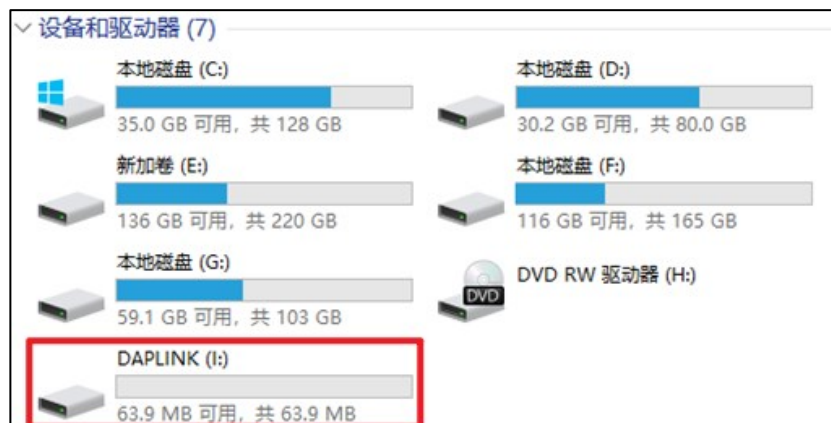 设备和驱动器 (7)
本地磁盘 (C:)
35.0 GB 可用，共 128 GB
本地磁盘 (D:)
30.2 GB 可用，共 80.0 GB
新加卷 (E:)
136 GB 可用，共 220 GB
本地磁盘 (F:)
116 GB 可用，共 165 GB
本地磁盘 (G:)
59.1 GB 可用，共 103 GB
DVD RW 驱动器 (H:)
DVD
DAPLINK (I:)
63.9 MB 可用，共 63.9 MB